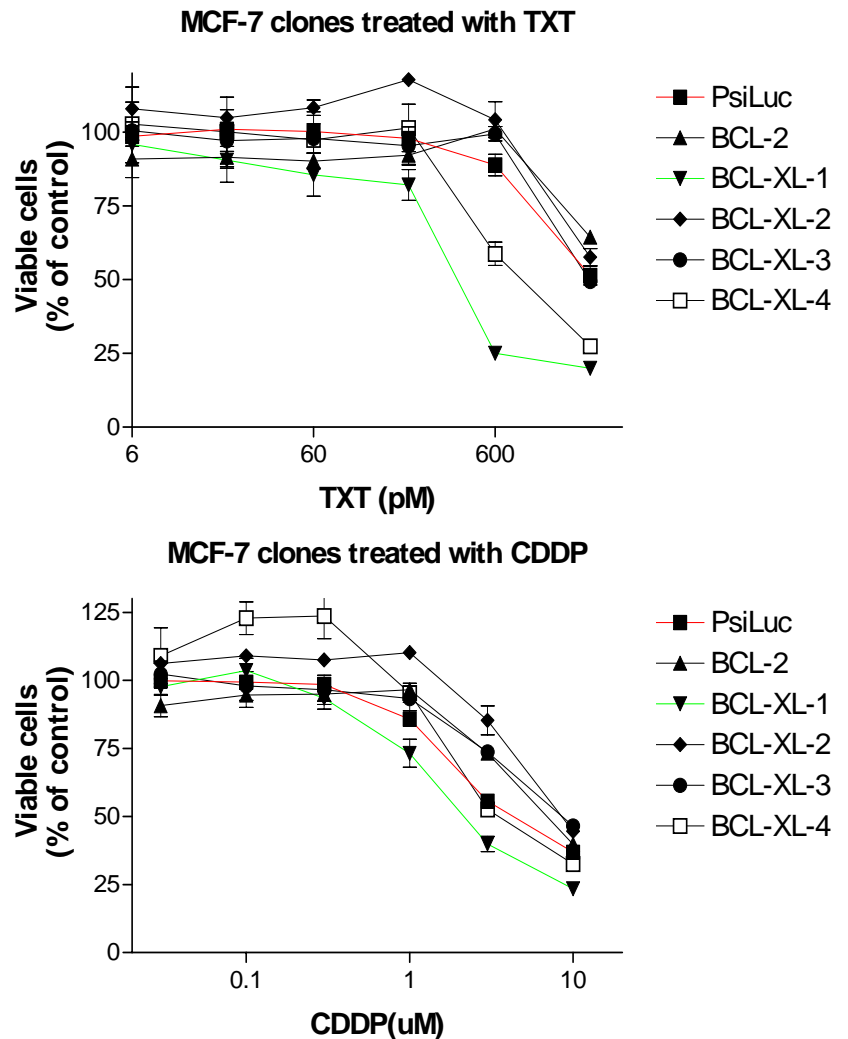 MCF-7 clones treated with TXT
100
75
50
25
0
6
60
600
Viable cells
(% of control)
TXT (pM)
PsiLuc
BCL-2
BCL-XL-1
BCL-XL-2
BCL-XL-3
BCL-XL-4
MCF-7 clones treated with CDDP
125
100
75
50
25
0
0.1
1
10
Viable cells
(% of control)
CDDP(uM)
PsiLuc
BCL-2
BCL-XL-1
BCL-XL-2
BCL-XL-3
BCL-XL-4